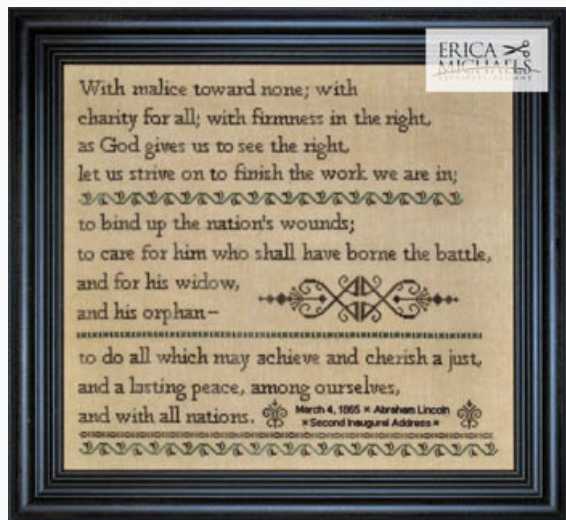 ERICA
MICHAELS
With malice toward none; with
charity for all; with firmness in the right,
as God gives us to see the right,
let us strive on to finish the work we are in;
to bind up the nation's wounds;
to care for him who shall have borne the battle,
and for his widow,
and his orphan-
to do all which may achieve and cherish a just,
and a lasting peace, among ourselves,
and with all nations.
March 4, 1865 × Abraham Lincoln
× Second Inaugural Address ×